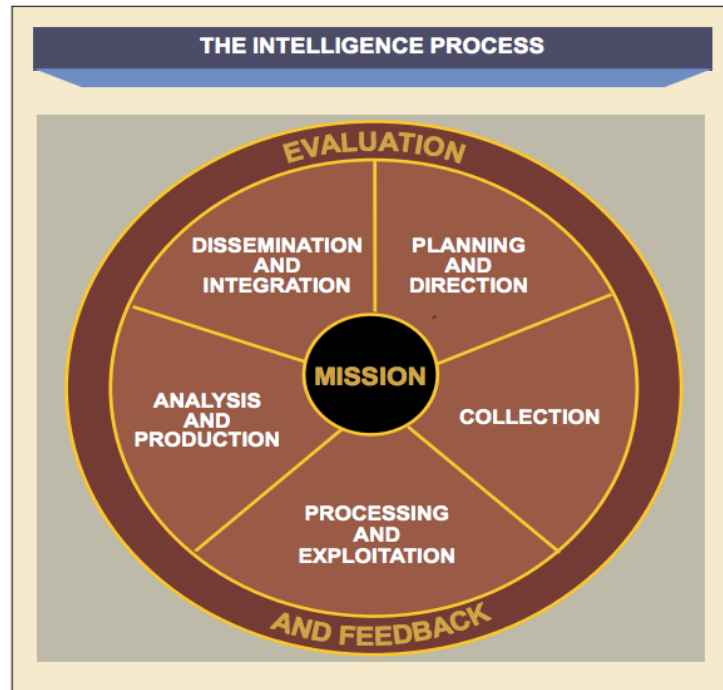 THE INTELLIGENCE PROCESS
EVALUATION
DISSEMINATION
AND
INTEGRATION
PLANNING
AND
DIRECTION
MISSION
ANALYSIS
AND
PRODUCTION
COLLECTION
PROCESSING
AND
EXPLOITATION
AND FEEDBACK